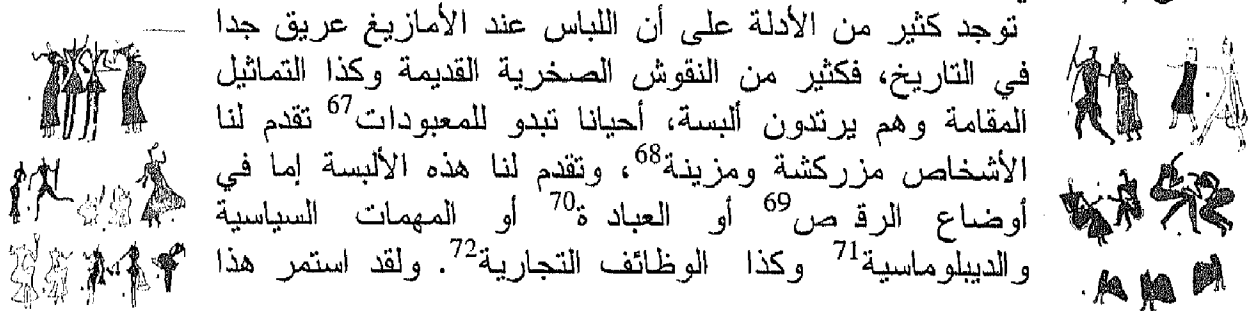 توجد كثير من الأدلة على أن اللباس عند الأمازيغ عريق جدا
في التاريخ، فكثير من النقوش الصخرية القديمة وكذا التماثيل
المقامة وهم يرتدون ألبسة، أحيانا تبدو للمعبودات67 تقدم لنا
الأشخاص مزركشة ومزينة68، وتقدم لنا هذه الألبسة إما في
أوضاع الرق ص69 أو العباد ة70 أو المهمات السياسية
والديبلوماسية71 وكذا الوظائف التجارية72. ولقد استمر هذا